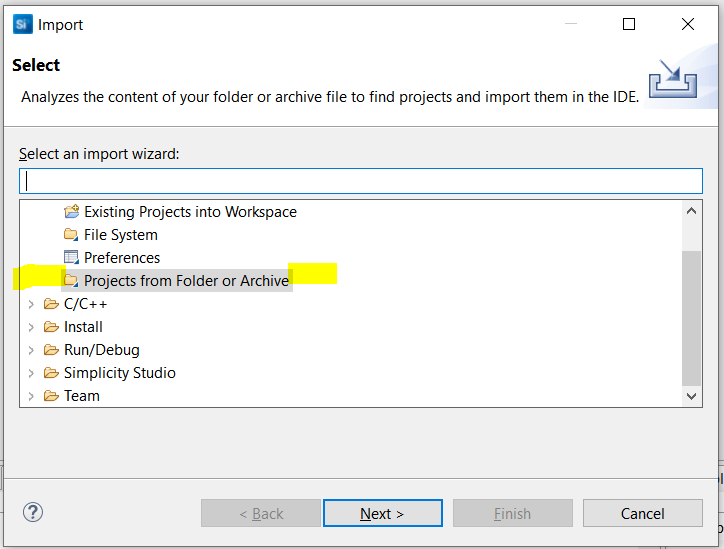 Si Import
Select
Analyzes the content of your folder or archive file to find projects and import them in the IDE.
Select an import wizard:
Existing Projects into Workspace
File System
Preferences
Projects from Folder or Archive
C/C++
Install
Run/Debug
Simplicity Studio
Team
? < Back Next > Finish Cancel